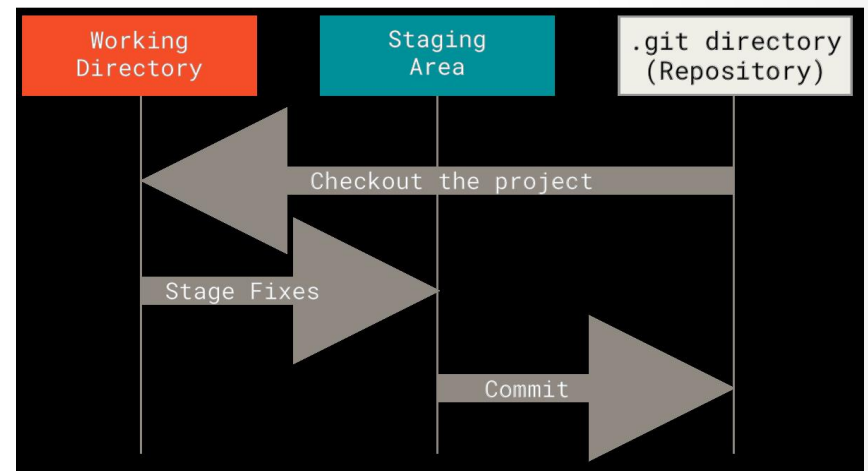 Working
Directory
Staging
Area
.git directory
(Repository)
Checkout the project
Stage Fixes
Commit